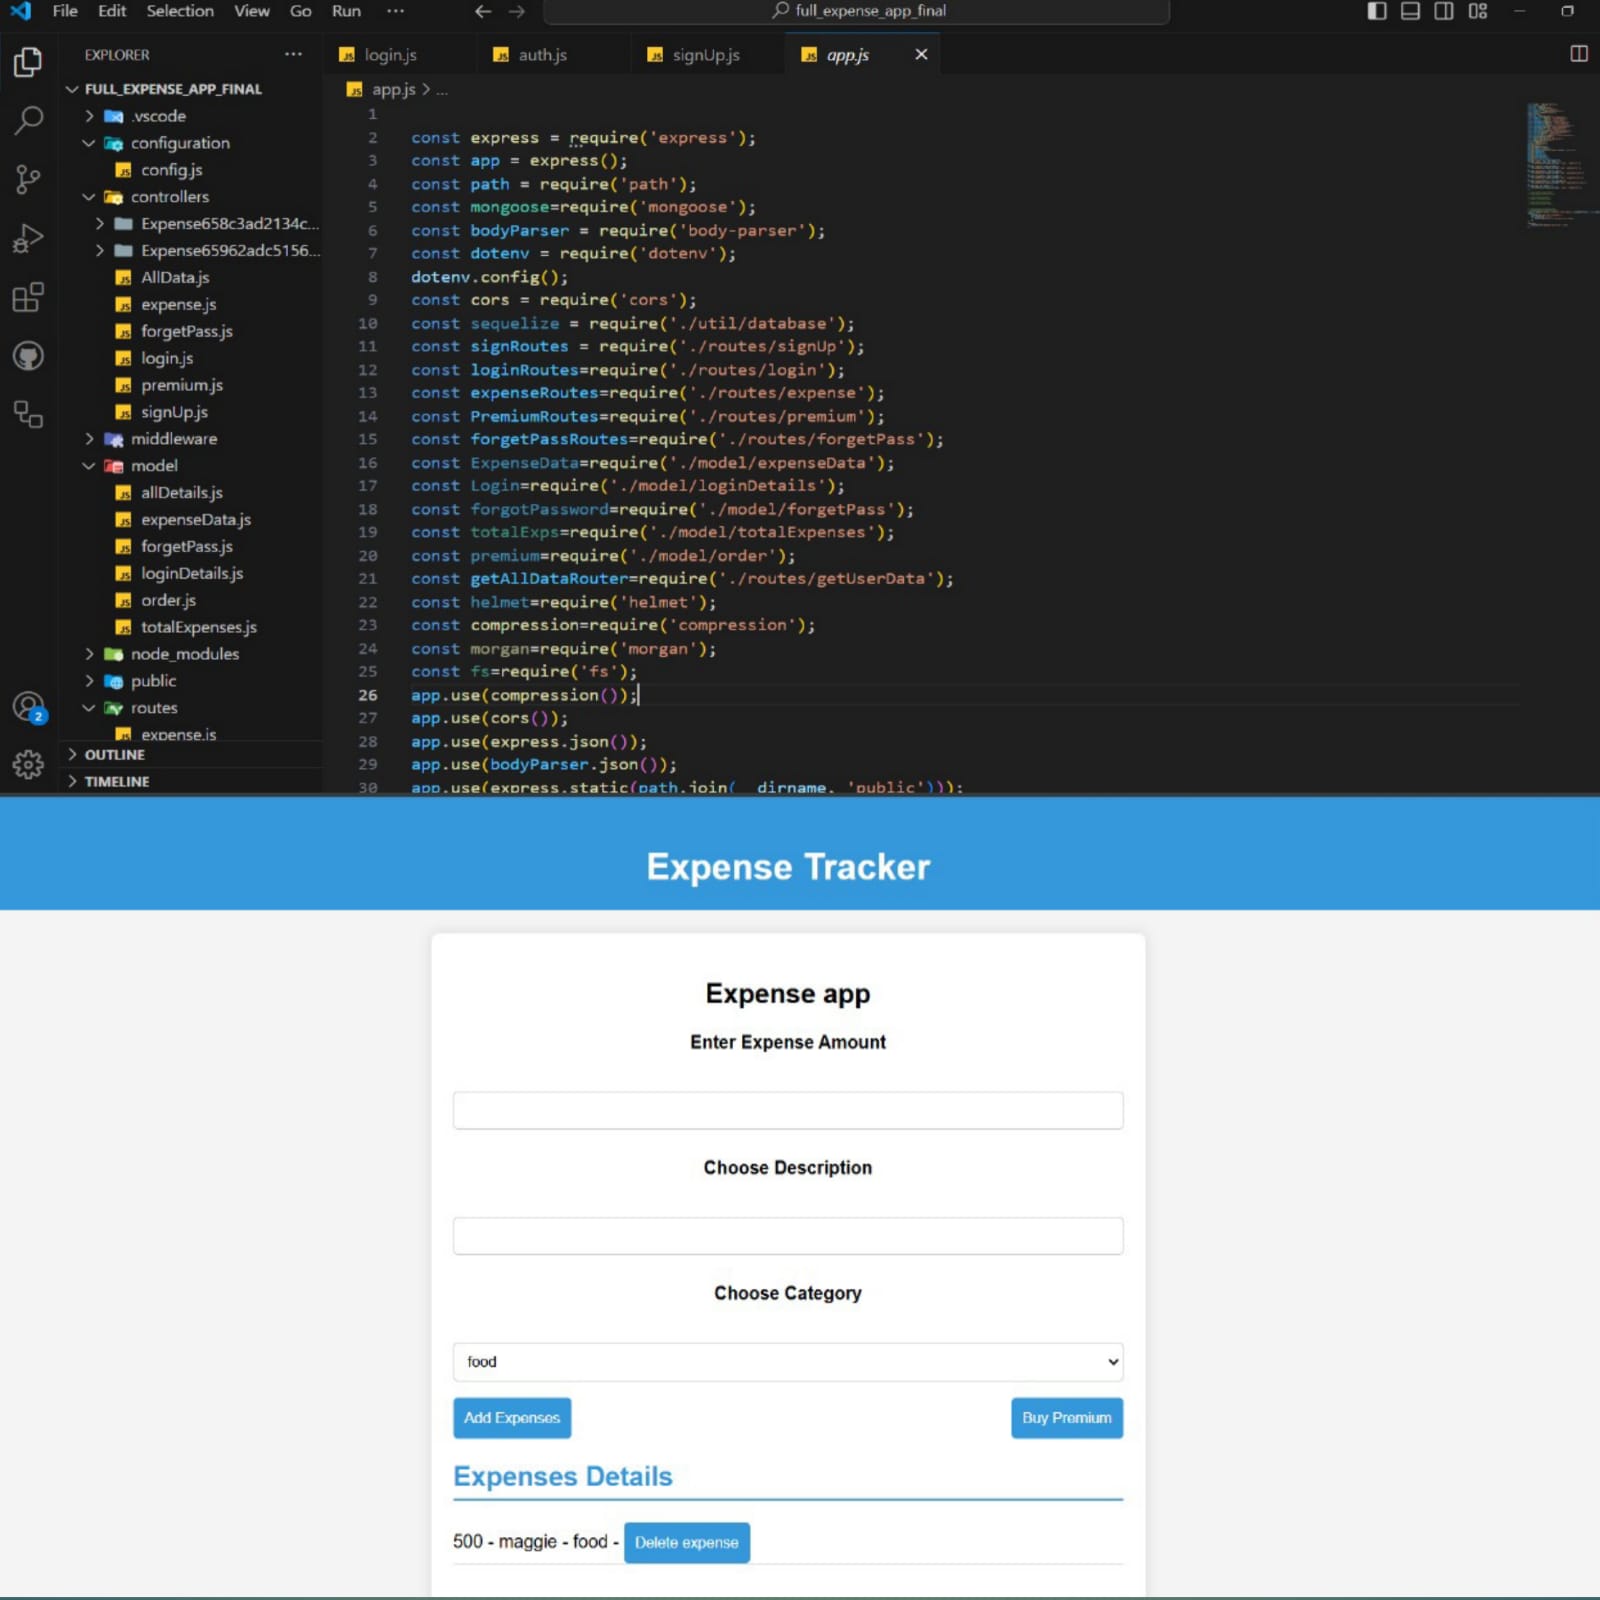 File Edit Selection View Go Run ... full_expense_app_final
EXPLORER ...
FULL_EXPENSE_APP_FINAL
.vscode
configuration
config.js
controllers
Expense658c3ad2134c...
Expense65962adc5156...
AllData.js
expense.js
forgetPass.js
login.js
premium.js
signUp.js
middleware
model
allDetails.js
expenseData.js
forgetPass.js
loginDetails.js
order.js
totalExpenses.js
node_modules
public
routes
expense.js
OUTLINE
TIMELINE
2
JS login.js JS auth.js JS signUp.js JS app.js
JS app.js > ...
1
2 const express = require('express');
3 const app = express();
4 const path = require('path');
5 const mongoose=require('mongoose');
6 const bodyParser = require('body-parser');
7 const dotenv = require('dotenv');
8 dotenv.config();
9 const cors = require('cors');
10 const sequelize = require('./util/database');
11 const signRoutes = require('./routes/signUp');
12 const loginRoutes=require('./routes/login');
13 const expenseRoutes=require('./routes/expense');
14 const PremiumRoutes=require('./routes/premium');
15 const forgetPassRoutes=require('./routes/forgetPass');
16 const ExpenseData=require('./model/expenseData');
17 const Login=require('./model/loginDetails');
18 const forgotPassword=require('./model/forgetPass');
19 const totalExps=require('./model/totalExpenses');
20 const premium=require('./model/order');
21 const getAllDataRouter=require('./routes/getUserData');
22 const helmet=require('helmet');
23 const compression=require('compression');
24 const morgan=require('morgan');
25 const fs=require('fs');
26 app.use(compression());
27 app.use(cors());
28 app.use(express.json());
29 app.use(bodyParser.json());
30 app.use(express.static(path.join(__dirname, 'public')));
Expense Tracker
Expense app
Enter Expense Amount
Choose Description
Choose Category
food
Add Expenses Buy Premium
Expenses Details
500 - maggie - food - Delete expense